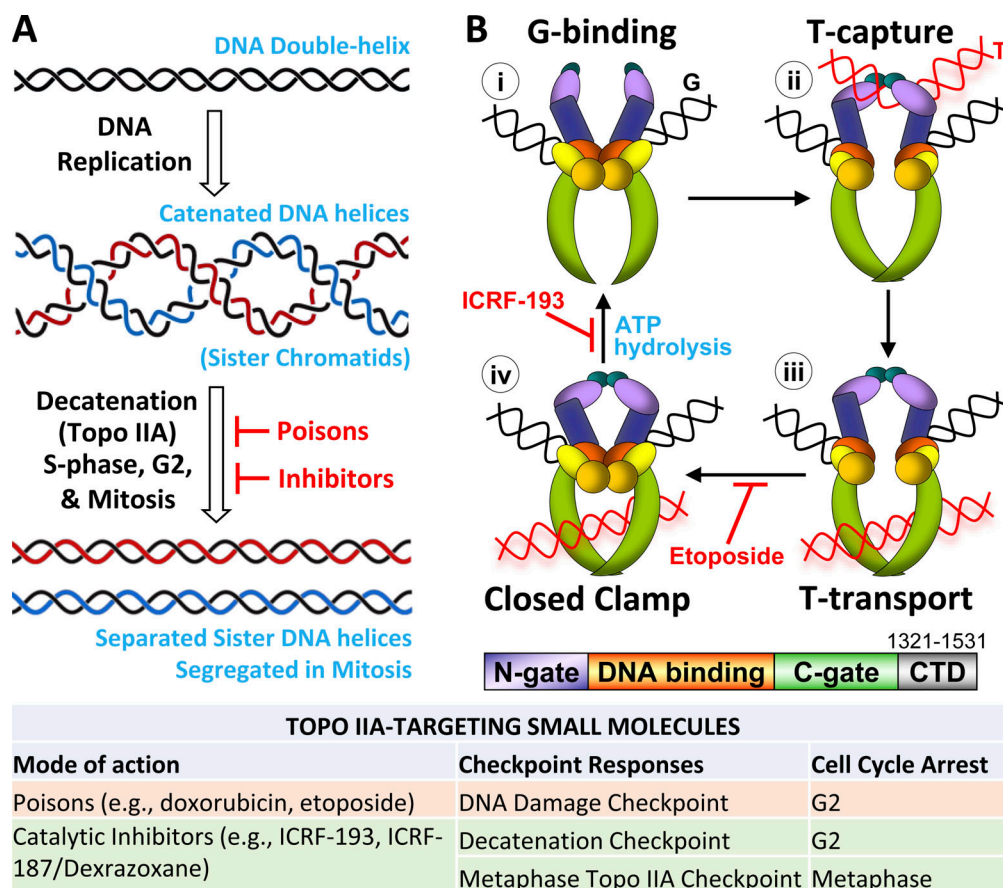 A
DNA Double-helix
DNA
Replication
Catenated DNA helices
(Sister Chromatids)
Decatenation
(Topo IIA)
S-phase, G2,
& Mitosis
Poisons
Inhibitors
Separated Sister DNA helices
Segregated in Mitosis
B
G-binding
T-capture
i
G
ii
T
ICRF-193
ATP
hydrolysis
iv
iii
Etoposide
Closed Clamp
T-transport
1321-1531
N-gate
DNA binding
C-gate
CTD
TOPO IIA-TARGETING SMALL MOLECULES
Mode of action
Checkpoint Responses
Cell Cycle Arrest
Poisons (e.g., doxorubicin, etoposide)
DNA Damage Checkpoint
G2
Catalytic Inhibitors (e.g., ICRF-193, ICRF-
187/Dexrazoxane)
Decatenation Checkpoint
G2
Metaphase Topo IIA Checkpoint
Metaphase